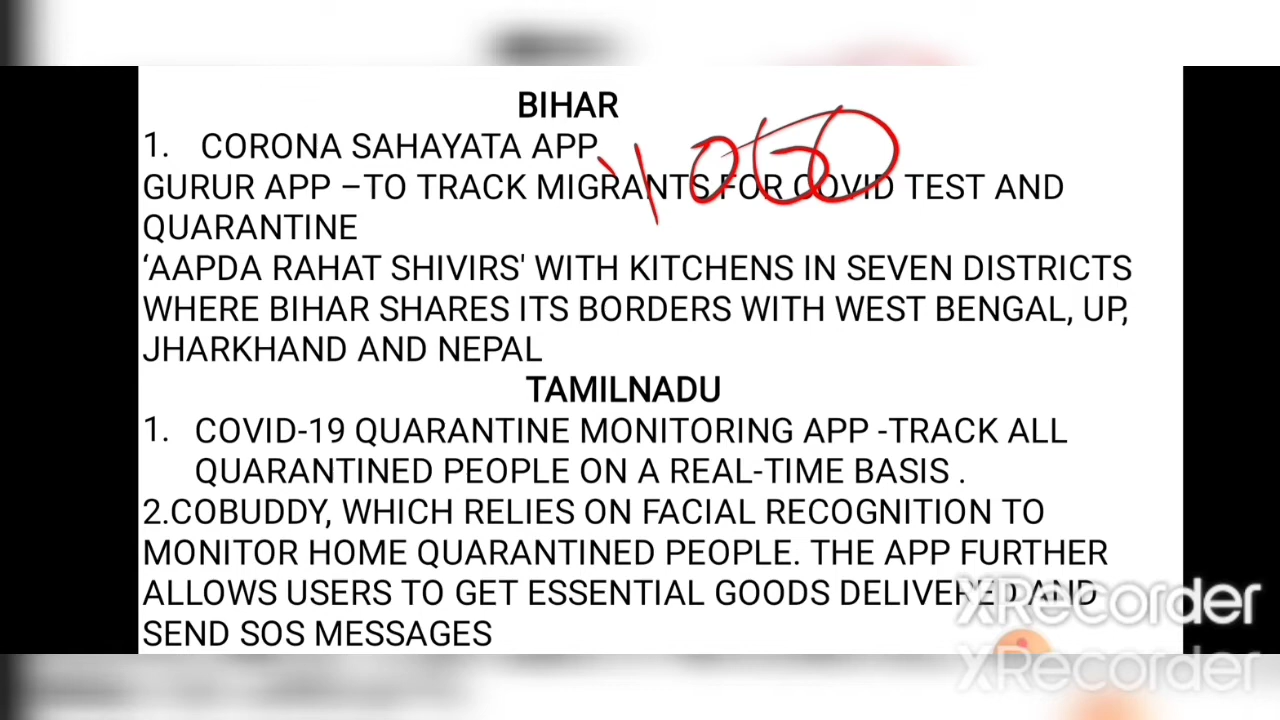 BIHAR
1. CORONA SAHAYATA APP
GURUR APP –TO TRACK MIGRANTS FOR COVID TEST AND
QUARANTINE
‘AAPDA RAHAT SHIVIRS' WITH KITCHENS IN SEVEN DISTRICTS
WHERE BIHAR SHARES ITS BORDERS WITH WEST BENGAL, UP,
JHARKHAND AND NEPAL
TAMILNADU
1. COVID-19 QUARANTINE MONITORING APP -TRACK ALL
QUARANTINED PEOPLE ON A REAL-TIME BASIS .
2.COBUDDY, WHICH RELIES ON FACIAL RECOGNITION TO
MONITOR HOME QUARANTINED PEOPLE. THE APP FURTHER
ALLOWS USERS TO GET ESSENTIAL GOODS DELIVERED AND
SEND SOS MESSAGES
XRecorder
XRecorder